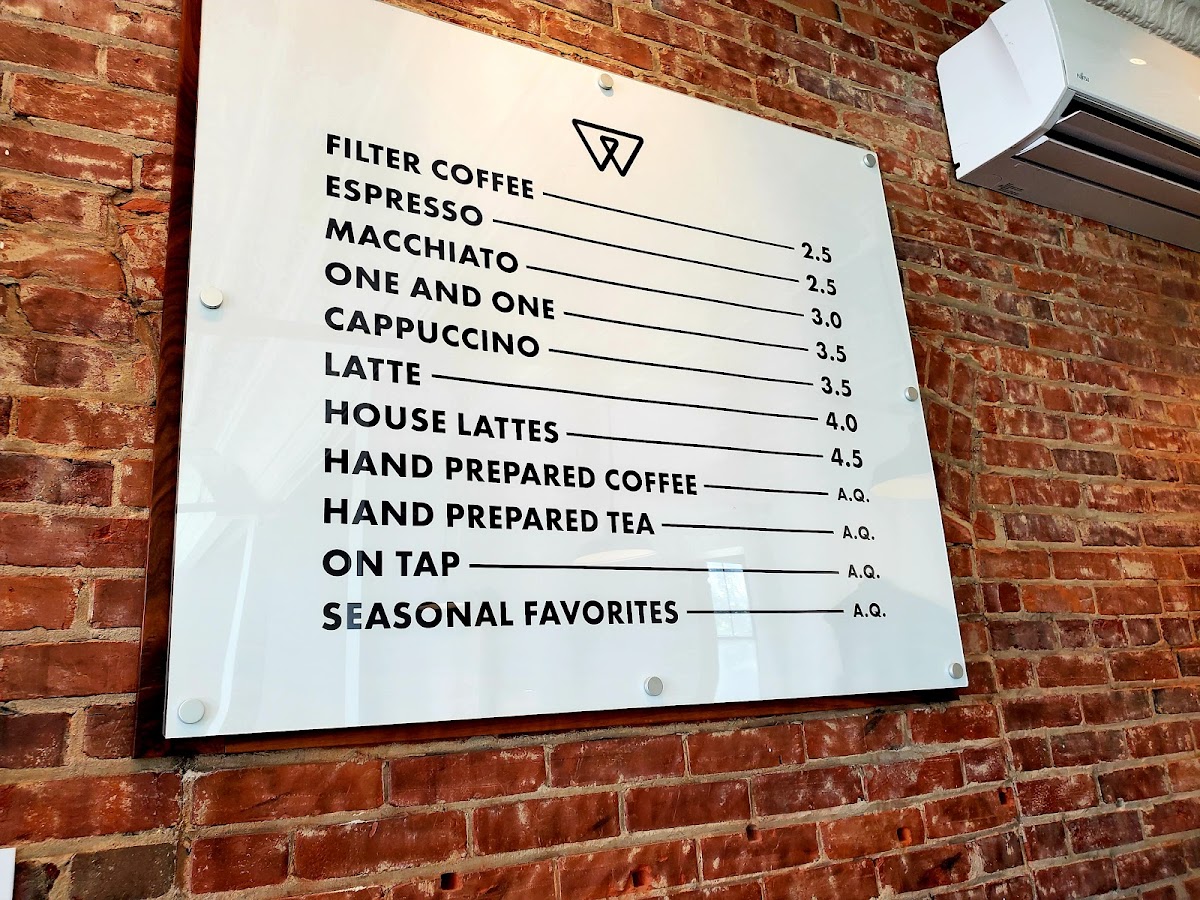 FILTER COFFEE 2.5
ESPRESSO 2.5
MACCHIATO 3.0
ONE AND ONE 3.5
CAPPUCCINO 3.5
LATTE 4.0
HOUSE LATTES 4.5
HAND PREPARED COFFEE A.Q.
HAND PREPARED TEA A.Q.
ON TAP A.Q.
SEASONAL FAVORITES A.Q.
FUJITSU